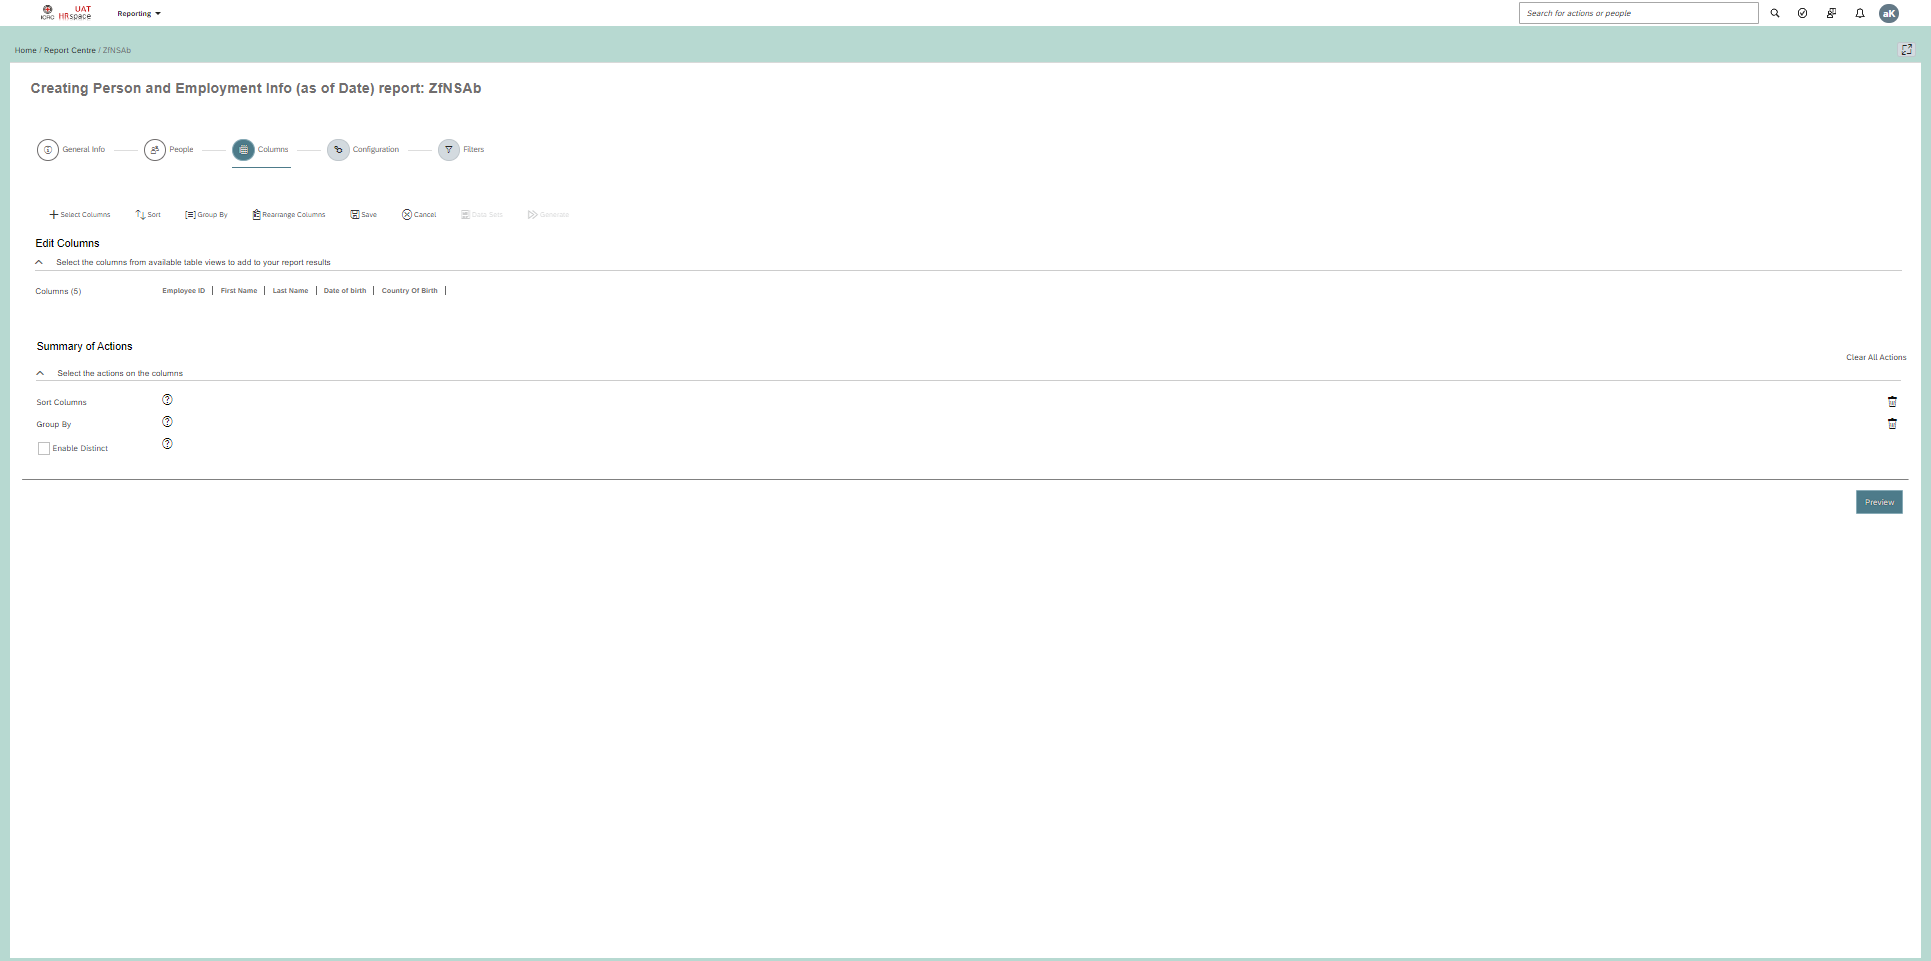 UAT
ICRC HRspace
Reporting
Search for actions or people
aK
Home / Report Centre / ZfNSAb
Creating Person and Employment Info (as of Date) report: ZfNSAb
General Info People Columns Configuration Filters
Select Columns Sort Group By Rearrange Columns Save Cancel Data Sets Generate
Edit Columns
Select the columns from available table views to add to your report results
Columns (5) Employee ID First Name Last Name Date of birth Country Of Birth
Summary of Actions
Clear All Actions
Select the actions on the columns
Sort Columns
Group By
Enable Distinct
Preview